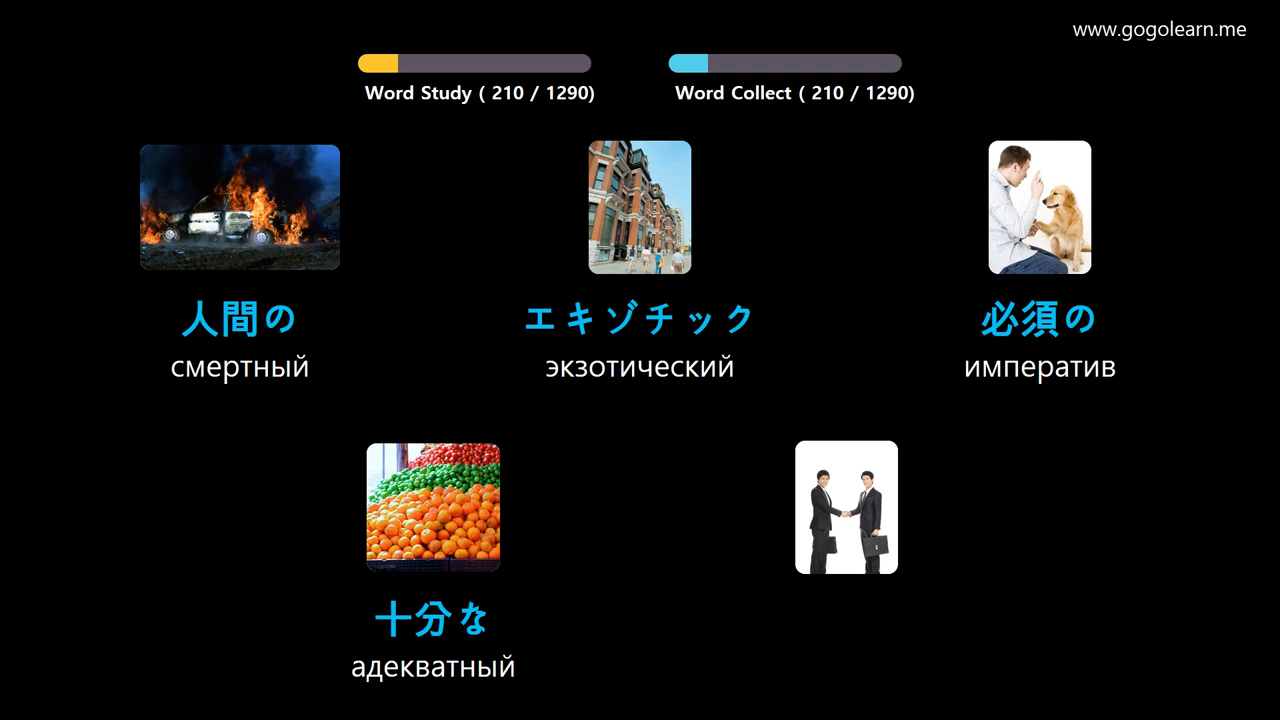 www.gogolearn.me
Word Study ( 210 / 1290)
Word Collect ( 210 / 1290)
人間の
смертный
エキゾチック
экзотический
必須の
императив
十分な
адекватный